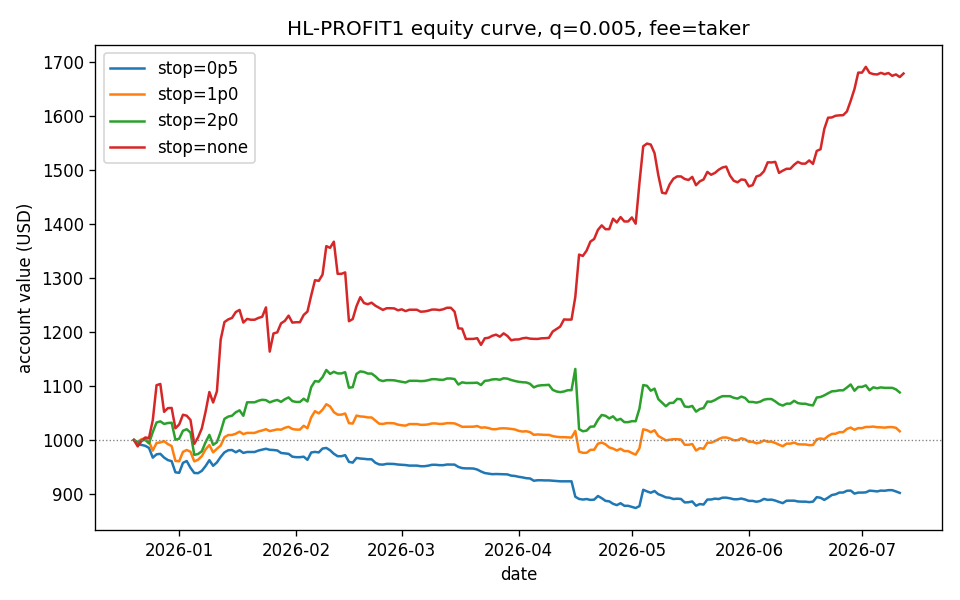 HL-PROFIT1 equity curve, q=0.005, fee=taker
stop=0p5
stop=1p0
stop=2p0
stop=none
account value (USD)
1700
1600
1500
1400
1300
1200
1100
1000
900
2026-01
2026-02
2026-03
2026-04
2026-05
2026-06
2026-07
date